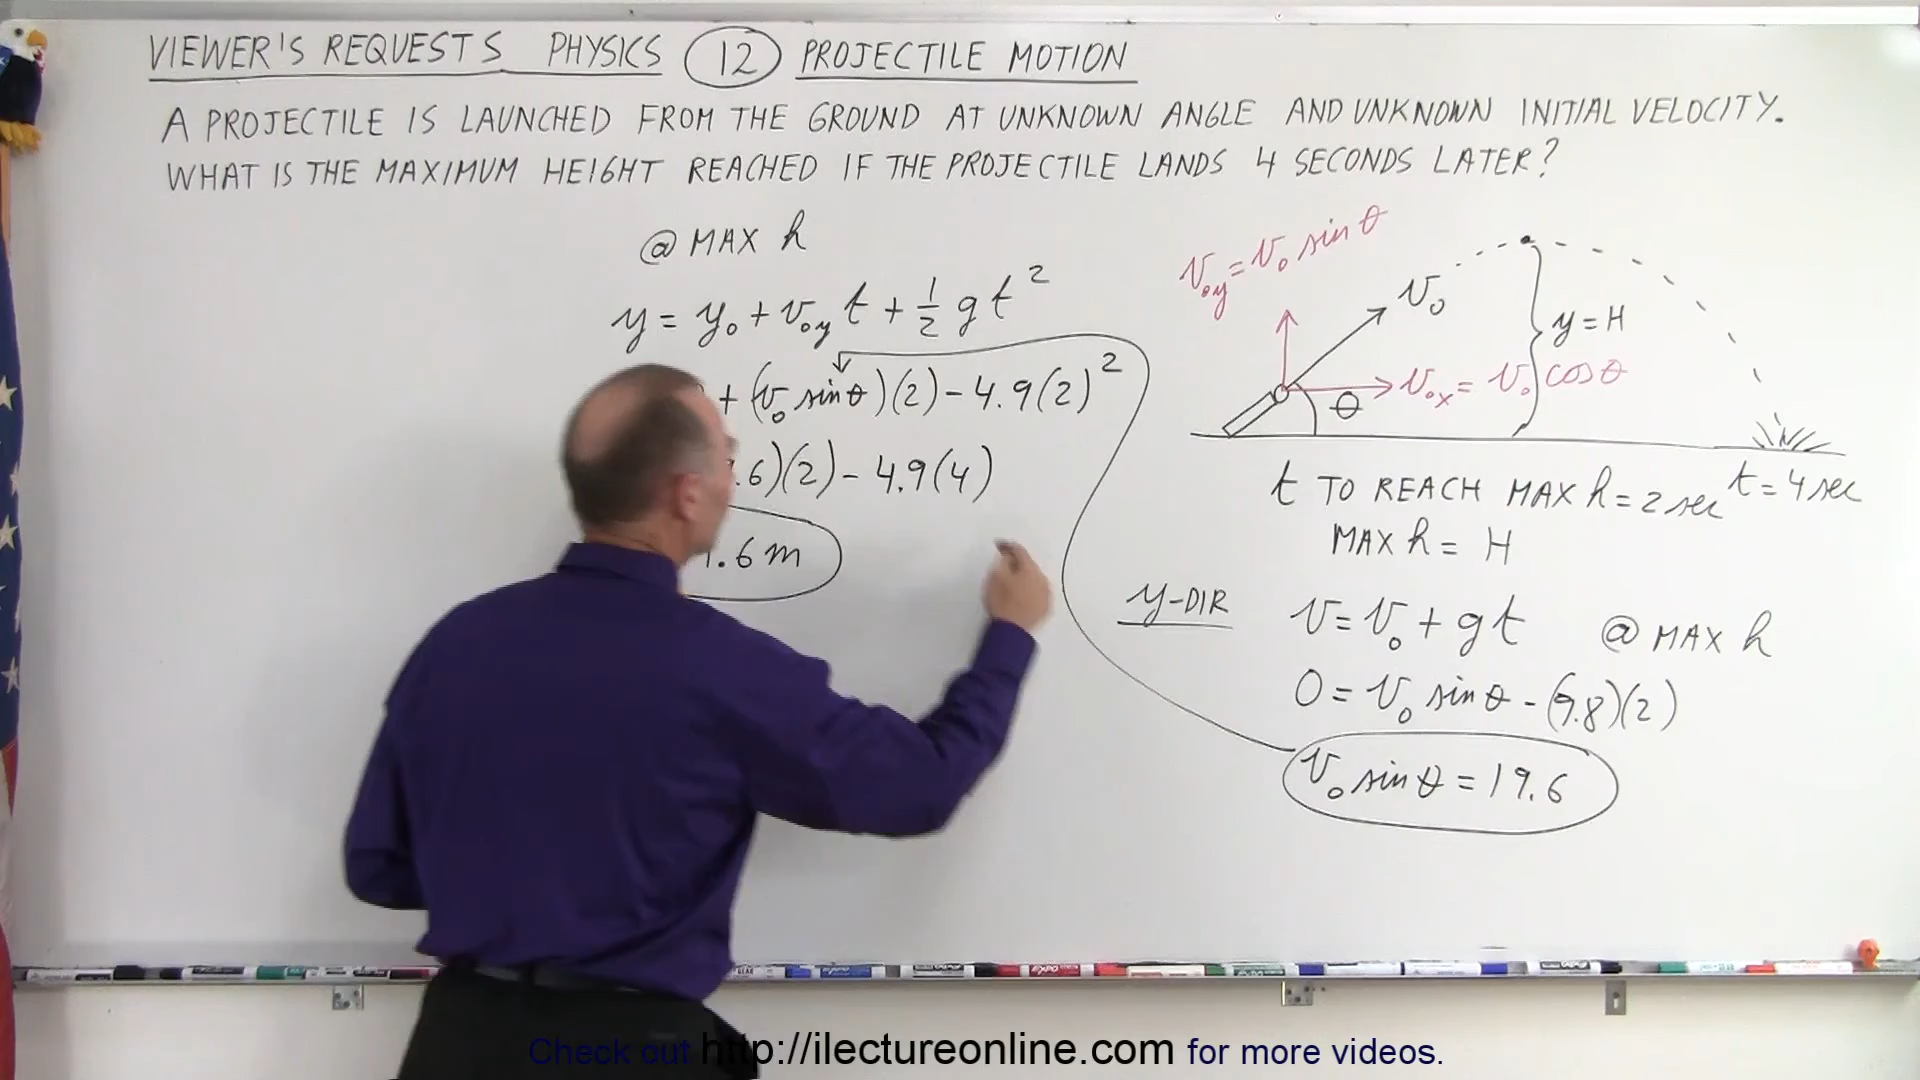 VIEWER'S REQUESTS PHYSICS 12 PROJECTILE MOTION
A PROJECTILE IS LAUNCHED FROM THE GROUND AT UNKNOWN ANGLE AND UNKNOWN INITIAL VELOCITY.
WHAT IS THE MAXIMUM HEIGHT REACHED IF THE PROJECTILE LANDS 4 SECONDS LATER?
@ MAX h
y = y₀ + v₀y t + ½ g t²
+ (v₀ sin θ)(2) - 4.9(2)²
.6)(2) - 4.9(4)
.6 m
v₀y = v₀ sin θ
v₀
y = H
v₀x = v₀ cos θ
θ
t = 4 sec
t TO REACH MAX h = 2 sec
MAX h = H
y-DIR
v = v₀ + g t @ MAX h
0 = v₀ sin θ - (9.8)(2)
v₀ sin θ = 19.6
EXPO
Check out http://ilectureonline.com for more videos.